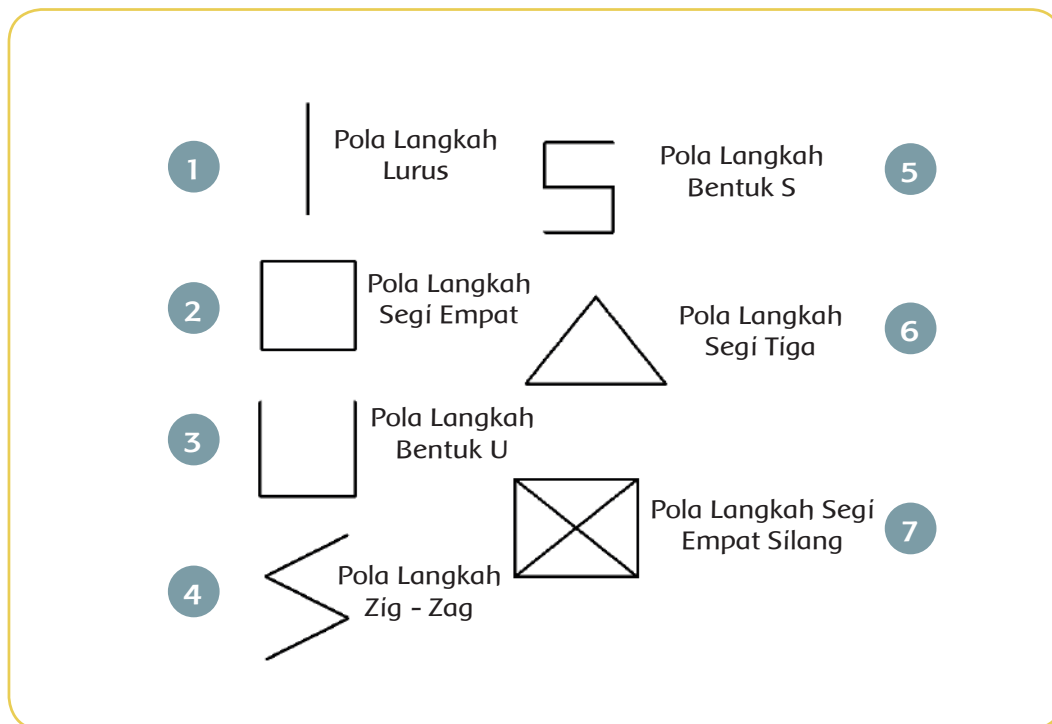 1
Pola Langkah
Lurus
2
Pola Langkah
Segi Empat
3
Pola Langkah
Bentuk U
4
Pola Langkah
Zig - Zag
Pola Langkah
Bentuk S
5
Pola Langkah
Segi Tiga
6
Pola Langkah Segi
Empat Silang
7